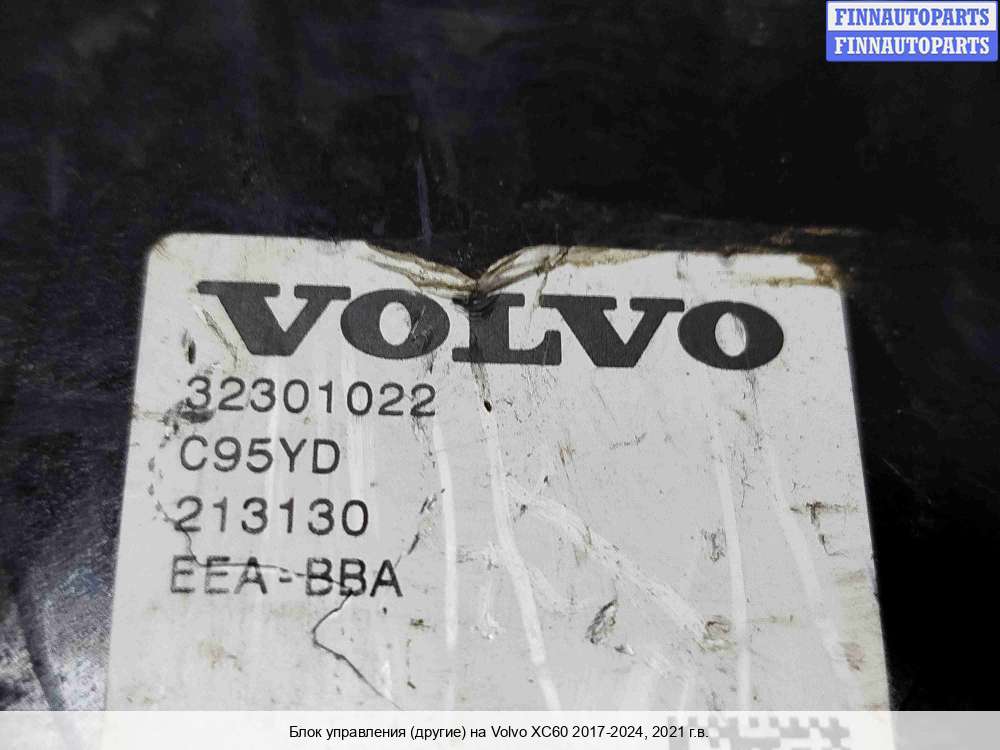 FINNAUTOPARTS
FINNAUTOPARTS
VOLVO
32301022
C95YD
213130
EEA-BBA
Блок управления (другие) на Volvo XC60 2017-2024, 2021 г.в.